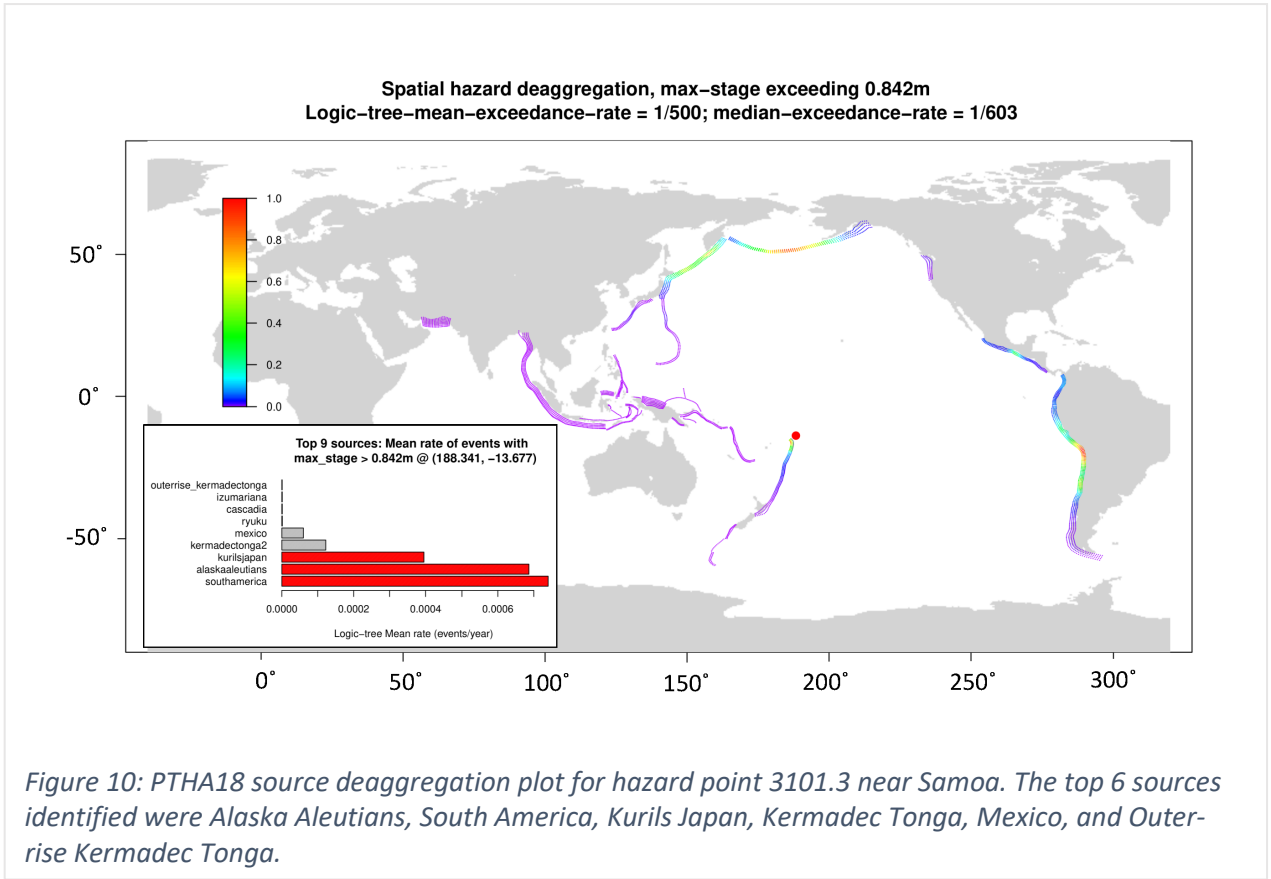 Spatial hazard deaggregation, max−stage exceeding 0.842m
Logic−tree−mean−exceedance−rate = 1/500; median−exceedance−rate = 1/603
50˚
0˚
-50˚
1.0
0.8
0.6
0.4
0.2
0.0
Top 9 sources: Mean rate of events with
max_stage > 0.842m @ (188.341, −13.677)
outerrise_kermadectonga
izumariana
cascadia
ryuku
mexico
kermadectonga2
kurilsjapan
alaskaaleutians
southamerica
0.0000 0.0002 0.0004 0.0006
Logic−tree Mean rate (events/year)
0˚ 50˚ 100˚ 150˚ 200˚ 250˚ 300˚
Figure 10: PTHA18 source deaggregation plot for hazard point 3101.3 near Samoa. The top 6 sources
identified were Alaska Aleutians, South America, Kurils Japan, Kermadec Tonga, Mexico, and Outer-
rise Kermadec Tonga.